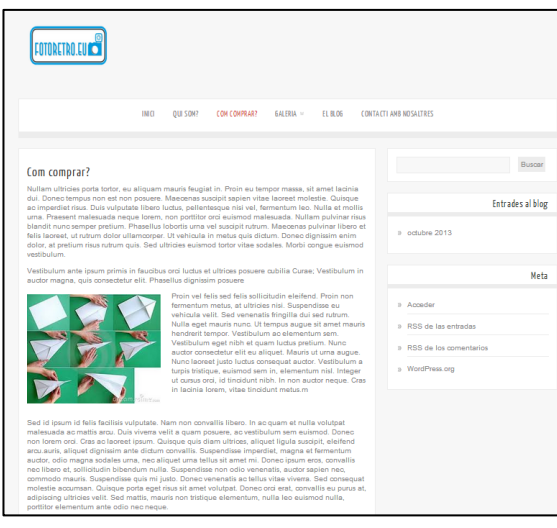 FOTORETRO.EU
INICI QUI SOM? COM COMPRAR? GALERIA EL BLOG CONTACTI AMB NOSALTRES
Com comprar?
Nullam ultricies porta tortor, eu aliquam mauris feugiat in. Proin eu tempor massa, sit amet lacinia
dui. Donec tempus non est non posuere. Maecenas suscipit sapien vitae laoreet molestie. Quisque
ac imperdiet risus. Duis vulputate libero luctus, pellentesque nisi vel, fermentum leo. Nulla et mollis
urna. Praesent malesuada neque lorem, non porttitor orci euismod malesuada. Nullam pulvinar risus
blandit nunc semper pretium. Phasellus lobortis urna vel suscipit rutrum. Maecenas pulvinar libero et
felis laoreet, ut rutrum dolor ullamcorper. Ut vehicula in metus quis dictum. Donec dignissim enim
dolor, at pretium risus rutrum quis. Sed ultricies euismod tortor vitae sodales. Morbi congue euismod
vestibulum.
Vestibulum ante ipsum primis in faucibus orci luctus et ultrices posuere cubilia Curae; Vestibulum in
auctor magna, quis consectetur elit. Phasellus dignissim posuere
Proin vel felis sed felis sollicitudin eleifend. Proin non
fermentum metus, at ultricies nisi. Suspendisse eu
vehicula velit. Sed venenatis fringilla dui sed rutrum.
Nulla eget mauris nunc. Ut tempus augue sit amet mauris
hendrerit tempor. Vestibulum ac elementum sem.
Vestibulum eget nibh et quam luctus pretium. Nunc
auctor consectetur elit eu aliquet. Mauris ut urna augue.
Nunc laoreet justo luctus consequat auctor. Vestibulum a
turpis tristique, euismod sem in, elementum nisl. Integer
ut cursus orci, id tincidunt nibh. In non auctor neque. Cras
in lacinia lorem, vitae tincidunt metus.m
Sed id ipsum id felis facilisis vulputate. Nam non convallis libero. In ac quam et nulla volutpat
malesuada ac mattis arcu. Duis viverra velit a quam posuere, ac vestibulum sem euismod. Donec
non lorem orci. Cras ac laoreet ipsum. Quisque quis diam ultrices, aliquet ligula suscipit, eleifend
arcu.auris, aliquet dignissim ante dictum convallis. Suspendisse imperdiet, magna et fermentum
auctor, odio magna sodales urna, nec aliquet urna tellus sit amet mi. Donec ipsum eros, convallis
nec libero et, sollicitudin bibendum nulla. Suspendisse non odio venenatis, auctor sapien nec,
commodo mauris. Suspendisse quis mi justo. Donec venenatis ac tellus vitae viverra. Sed consequat
molestie accumsan. Quisque porta eget risus sit amet volutpat. Donec orci erat, convallis eu purus at,
adipiscing ultricies velit. Sed mattis, mauris non tristique elementum, nulla leo euismod nulla,
porttitor elementum ante odio nec neque.
Buscar
Entrades al blog
» octubre 2013
Meta
» Acceder
» RSS de las entradas
» RSS de los comentarios
» WordPress.org